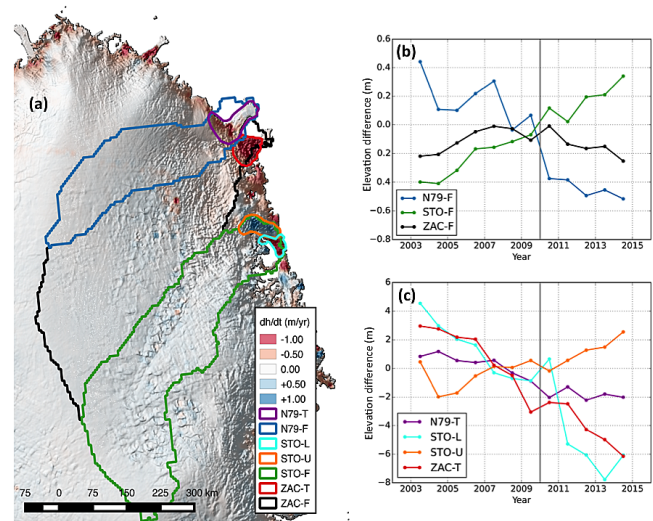 (a)
dh/dt (m/yr)
-1.00
-0.50
0.00
+0.50
+1.00
N79-T
N79-F
STO-L
STO-U
STO-F
ZAC-T
ZAC-F
75 0 75 150 225 300 km
(b)
Elevation difference (m)
0.6
0.4
0.2
0.0
-0.2
-0.4
-0.6
-0.8
N79-F
STO-F
ZAC-F
2003 2005 2007 2009 2011 2013 2015
Year
(c)
Elevation difference (m)
6
4
2
0
-2
-4
-6
-8
N79-T
STO-L
STO-U
ZAC-T
2003 2005 2007 2009 2011 2013 2015
Year